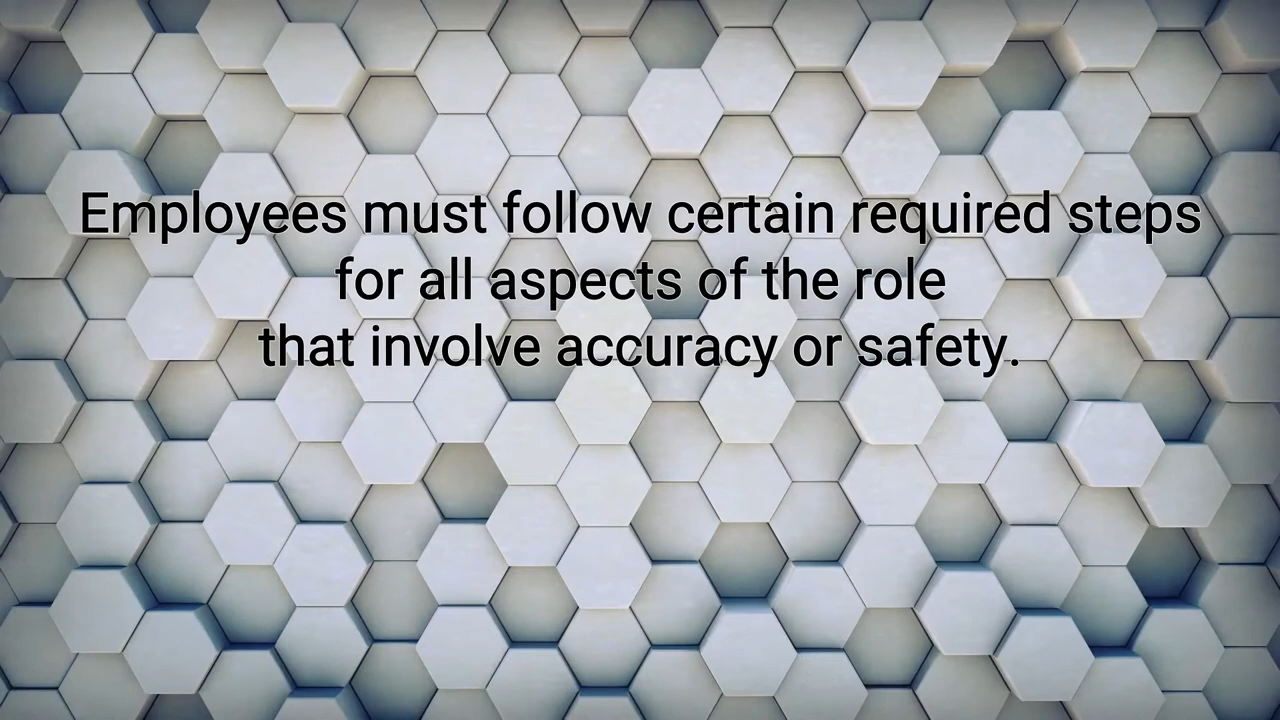 Employees must follow certain required steps
for all aspects of the role
that involve accuracy or safety.